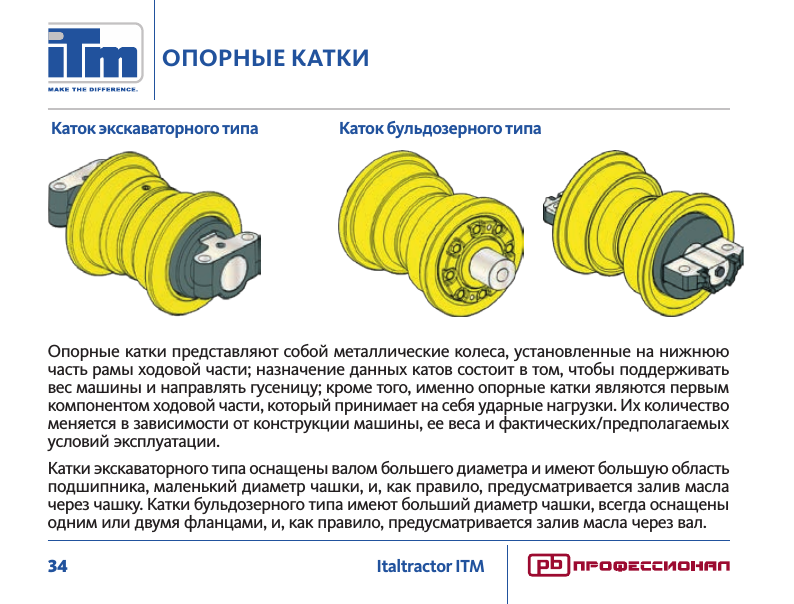 iTm
MAKE THE DIFFERENCE.
ОПОРНЫЕ КАТКИ
Каток экскаваторного типа
Каток бульдозерного типа
Опорные катки представляют собой металлические колеса, установленные на нижнюю
часть рамы ходовой части; назначение данных катов состоит в том, чтобы поддерживать
вес машины и направлять гусеницу; кроме того, именно опорные катки являются первым
компонентом ходовой части, который принимает на себя ударные нагрузки. Их количество
меняется в зависимости от конструкции машины, ее веса и фактических/предполагаемых
условий эксплуатации.
Катки экскаваторного типа оснащены валом большего диаметра и имеют большую область
подшипника, маленький диаметр чашки, и, как правило, предусматривается залив масла
через чашку. Катки бульдозерного типа имеют больший диаметр чашки, всегда оснащены
одним или двумя фланцами, и, как правило, предусматривается залив масла через вал.
34
Italtractor ITM
pb ПРОФЕССИОНАЛ